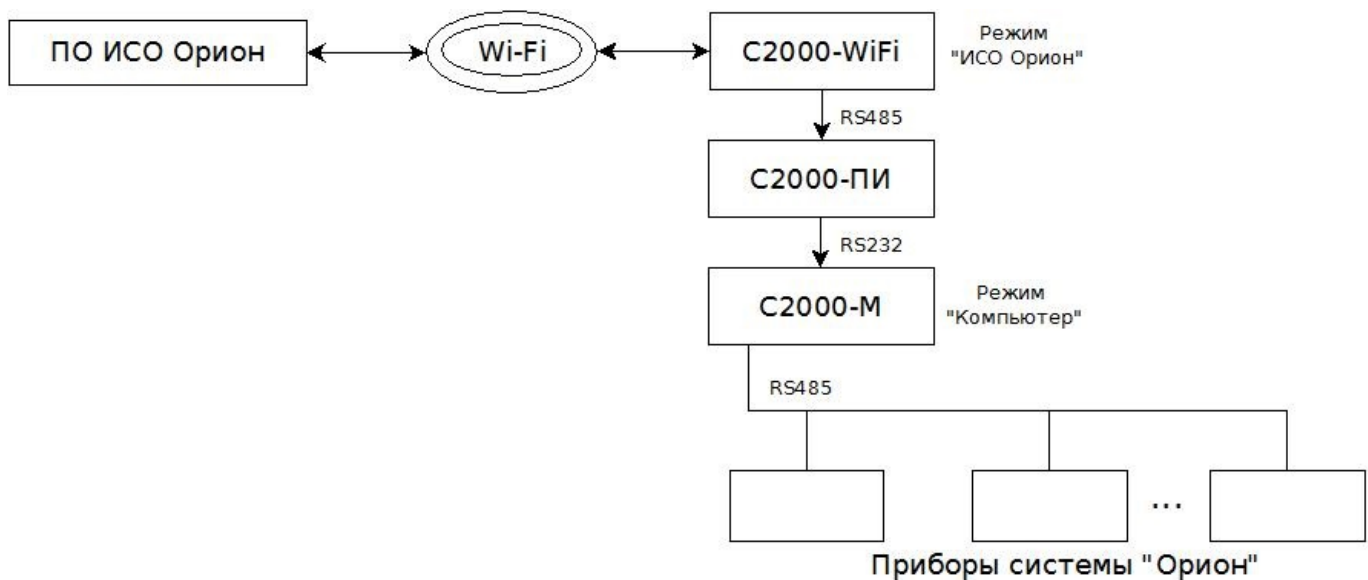 ПО ИСО Орион
Wi-Fi
С2000-WiFi
Режим
"ИСО Орион"
RS485
С2000-ПИ
RS232
С2000-М
Режим
"Компьютер"
RS485
...
Приборы системы "Орион"